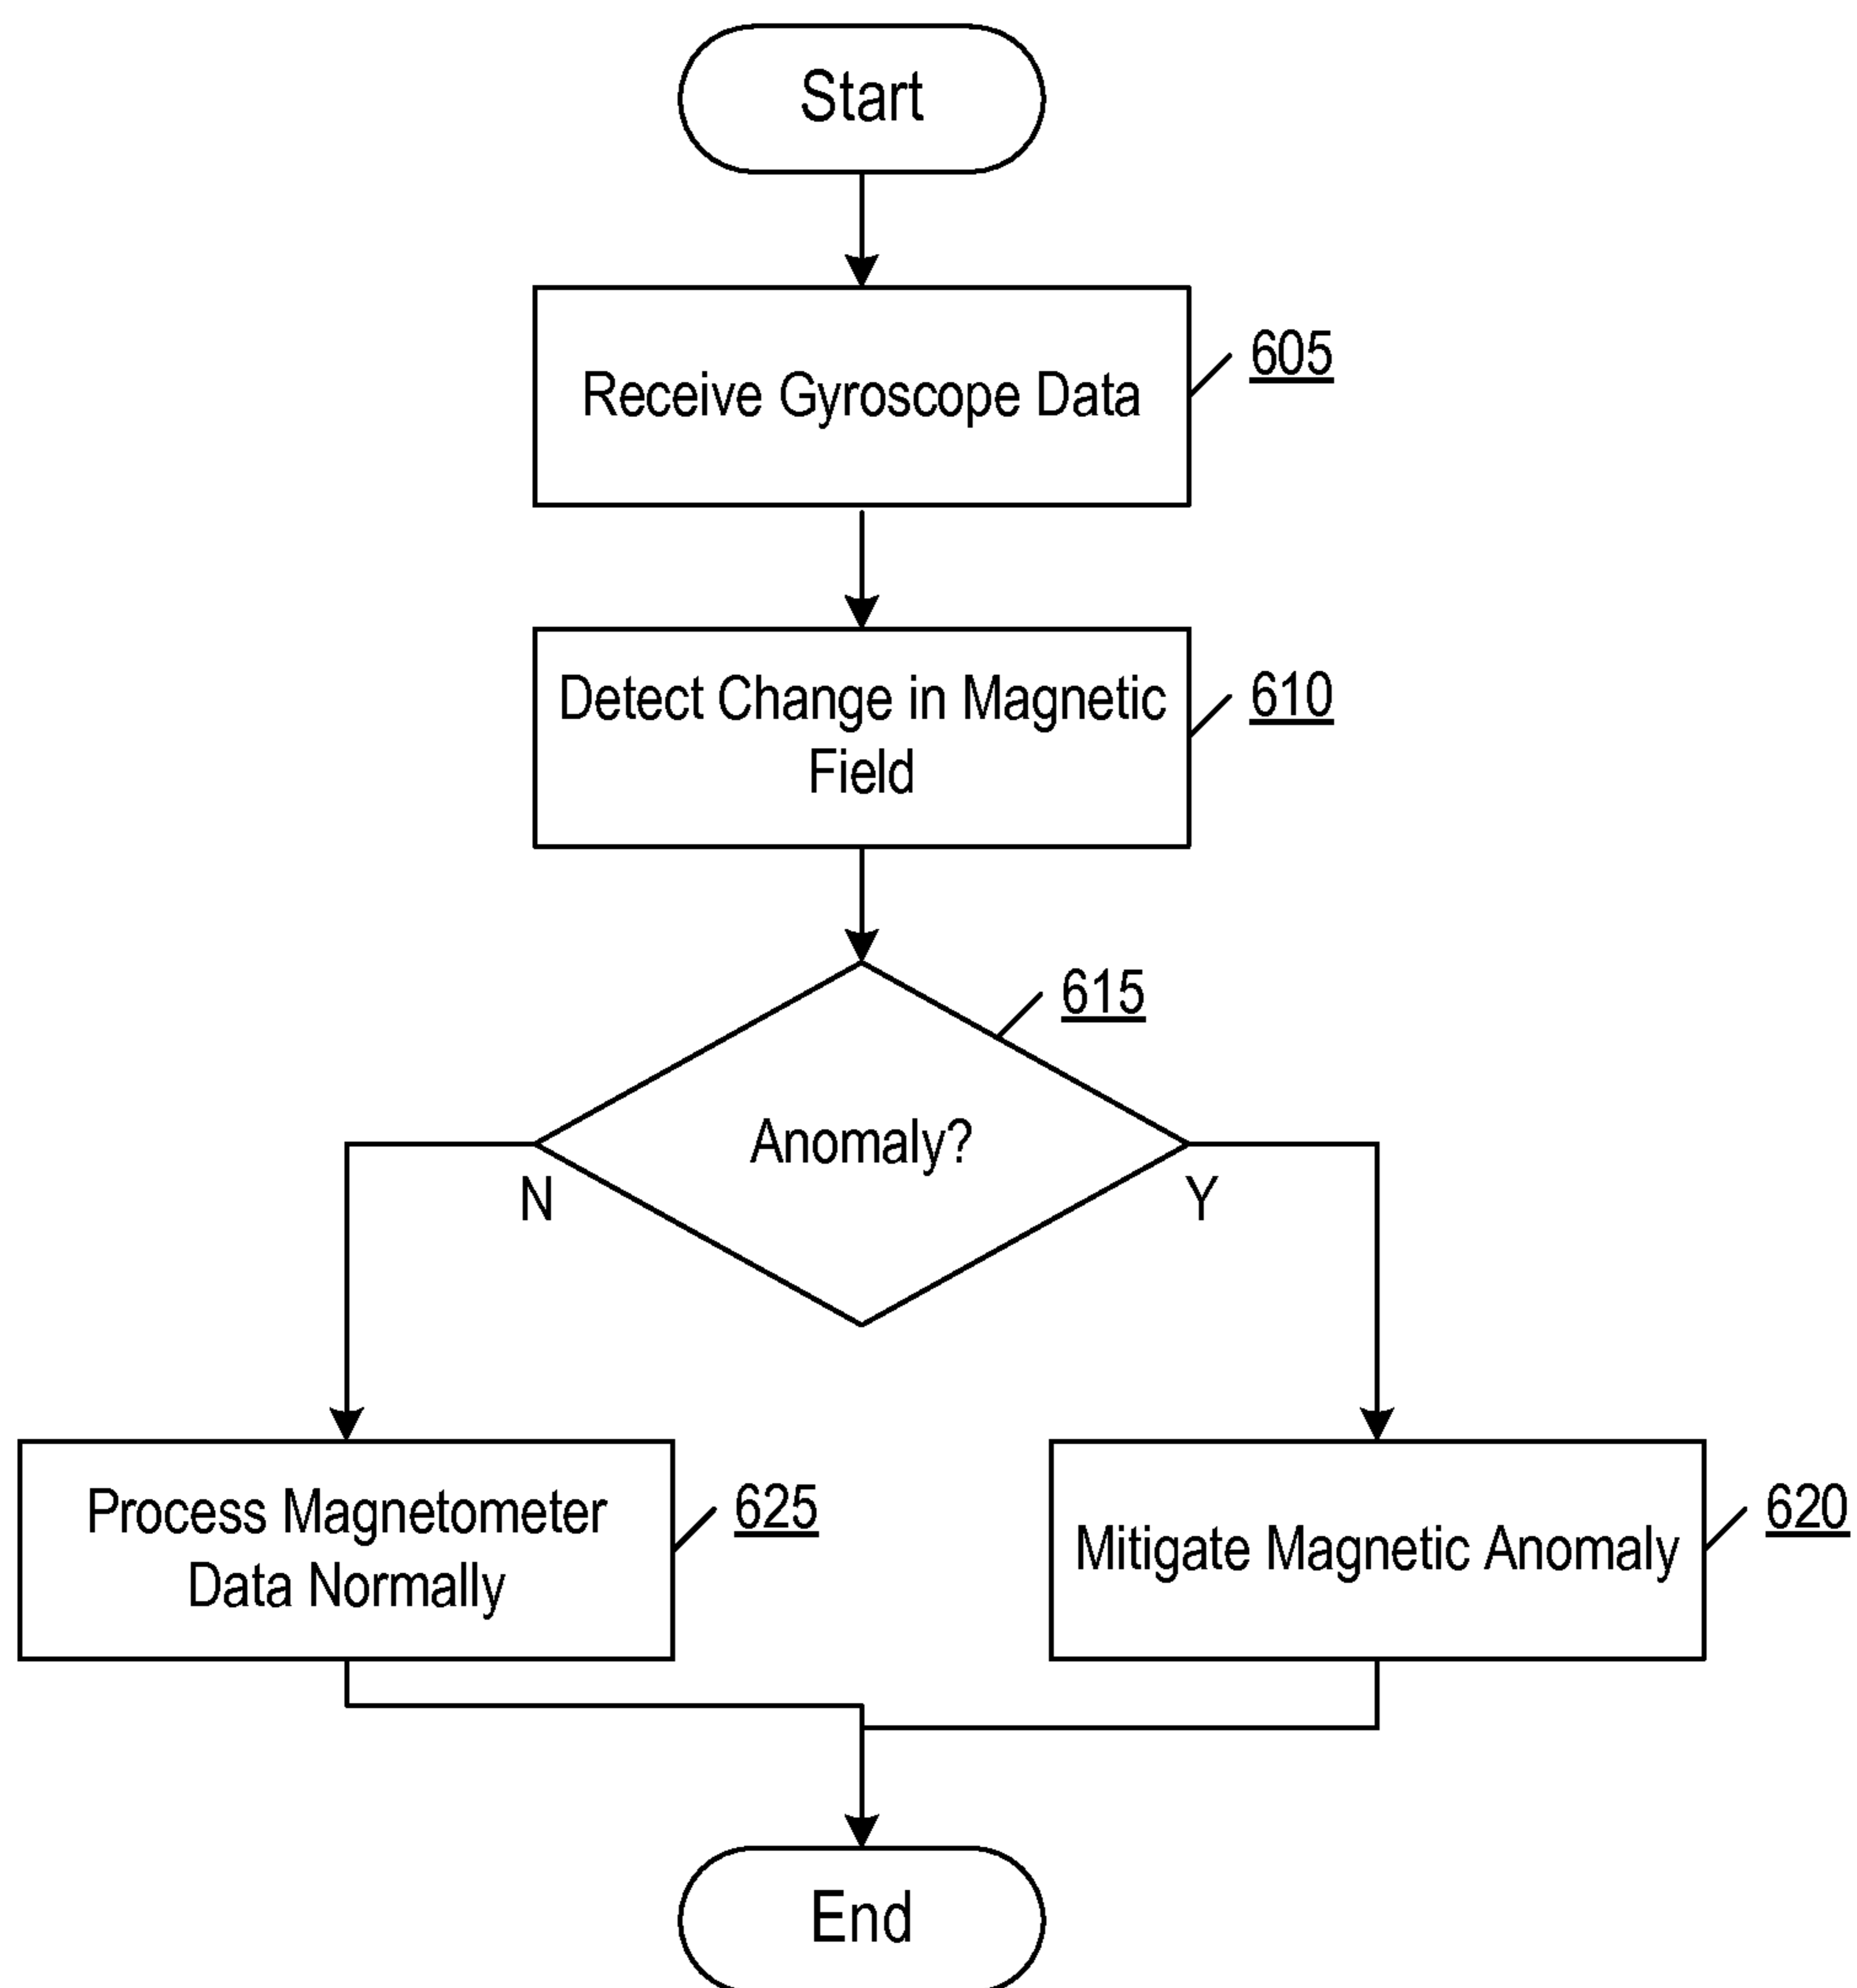 Start
Receive Gyroscope Data
605
Detect Change in Magnetic
Field
610
615
Anomaly?
N
Y
Process Magnetometer
Data Normally
625
Mitigate Magnetic Anomaly
620
End